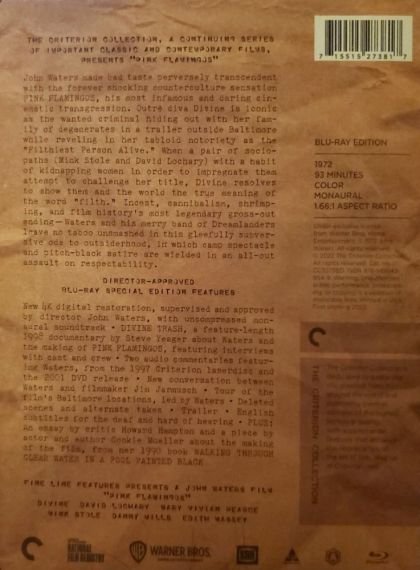 THE CRITERION COLLECTION, A CONTINUING SERIES
OF IMPORTANT CLASSIC AND CONTEMPORARY FILMS,
PRESENTS "PINK FLAMINGOS"
7 15515 27381 7
John Waters made bad taste perversely transcendent
with the forever shocking counterculture sensation
PINK FLAMINGOS, his most infamous and daring cin-
ematic transgression. Outré diva Divine is iconic
as the wanted criminal hiding out with her fam-
ily of degenerates in a trailer outside Baltimore
while reveling in her tabloid notoriety as the
"Filthiest Person Alive." When a pair of socio-
paths (Mink Stole and David Lochary) with a habit
of kidnapping women in order to impregnate them
attempt to challenge her title, Divine resolves
to show them and the world the true meaning of
the word "filth." Incest, cannibalism, shrimp-
ing, and film history's most legendary gross-out
ending—Waters and his merry band of Dreamlanders
leave no taboo unmashed in this gleefully subver-
sive ode to outsiderhood, in which camp spectacle
and pitch-black satire are wielded in an all-out
assault on respectability.
DIRECTOR-APPROVED
BLU-RAY SPECIAL EDITION FEATURES
New 4K digital restoration, supervised and approved
by director John Waters, with uncompressed mon-
aural soundtrack • DIVINE TRASH, a feature-length
1998 documentary by Steve Yeager about Waters and
the making of PINK FLAMINGOS, featuring interviews
with cast and crew • Two audio commentaries featur-
ing Waters, from the 1997 Criterion laserdisc and
the 2001 DVD release • New conversation between
Waters and filmmaker Jim Jarmusch • Tour of the
film's Baltimore locations, led by Waters • Deleted
scenes and alternate takes • Trailer • English
subtitles for the deaf and hard of hearing • PLUS:
An essay by critic Howard Hampton and a piece by
actor and author Cookie Mueller about the making
of the film, from her 1990 book WALKING THROUGH
CLEAR WATER IN A POOL PAINTED BLACK
FINE LINE FEATURES PRESENTS A JOHN WATERS FILM
"PINK FLAMINGOS"
DIVINE DAVID LOCHARY MARY VIVIAN PEARCE
MINK STOLE DANNY MILLS EDITH MASSEY
BLU-RAY EDITION
1972
93 MINUTES
COLOR
MONAURAL
1.66:1 ASPECT RATIO
THE CRITERION COLLECTION
NATIONAL
FILM REGISTRY
WARNER BROS.